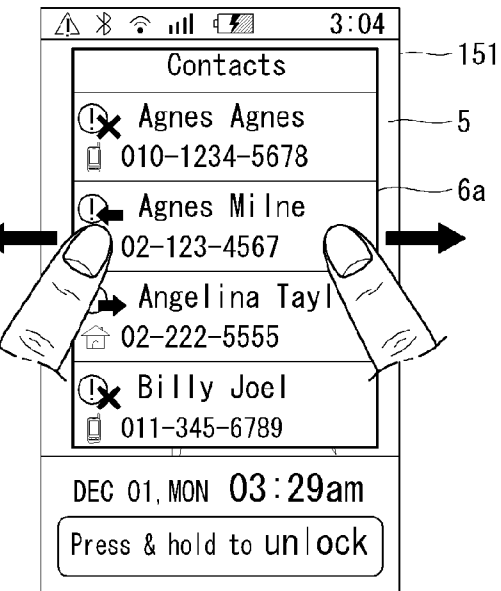 3:04
151
Contacts
Agnes Agnes
5
010-1234-5678
6a
Agnes Milne
02-123-4567
Angelina Tayl
02-222-5555
Billy Joel
011-345-6789
DEC 01, MON 03:29am
Press & hold to unlock